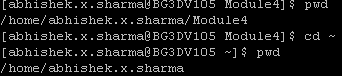 [abhishek.x.sharma@BG3DV105 Module4]$ pwd
/home/abhishek.x.sharma/Module4
[abhishek.x.sharma@BG3DV105 Module4]$ cd ~
[abhishek.x.sharma@BG3DV105 ~]$ pwd
/home/abhishek.x.sharma